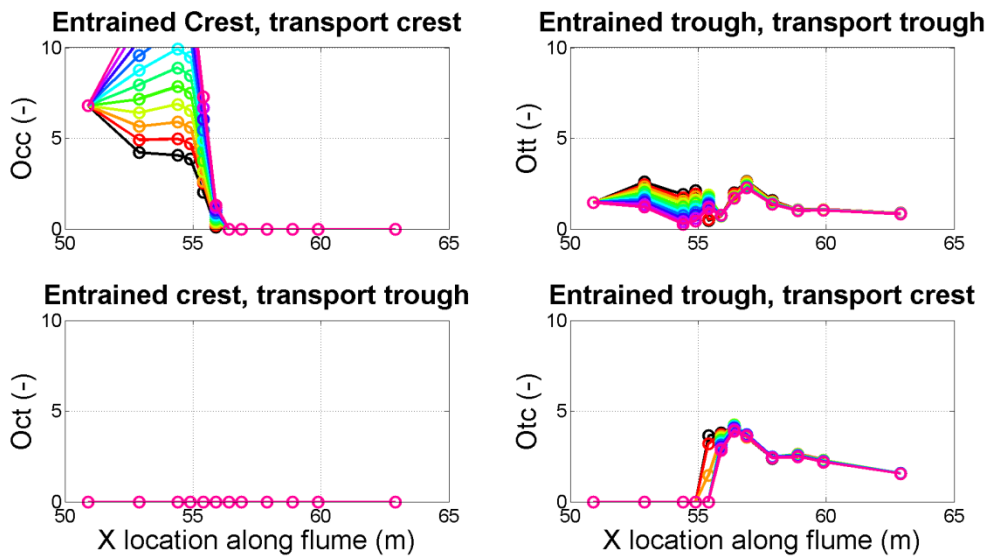 Entrained Crest, transport crest
Occ (-)
10
5
0
50 55 60 65
Entrained trough, transport trough
Ott (-)
10
5
0
50 55 60 65
Entrained crest, transport trough
Oct (-)
10
5
0
50 55 60 65
X location along flume (m)
Entrained trough, transport crest
Otc (-)
10
5
0
50 55 60 65
X location along flume (m)